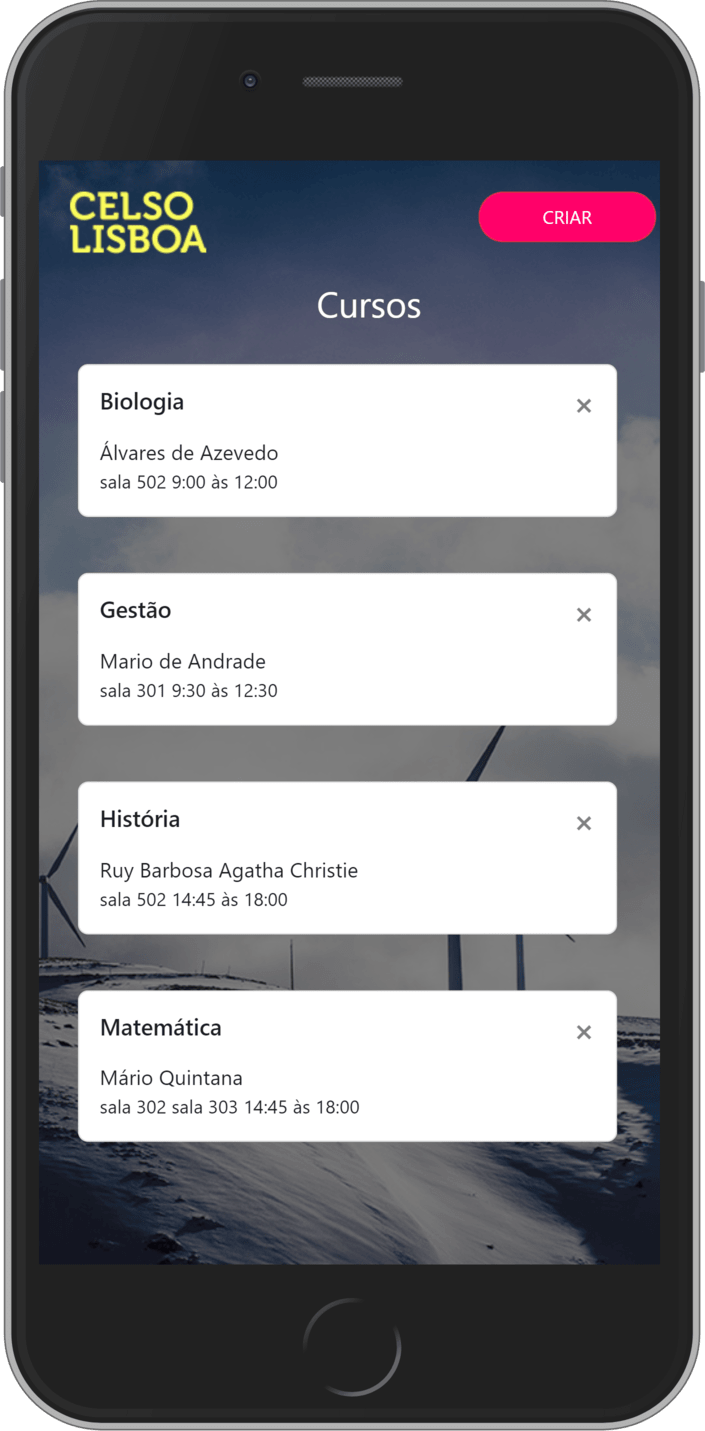 CELSO
LISBOA
CRIAR
Cursos
Biologia
Álvares de Azevedo
sala 502 9:00 às 12:00
Gestão
Mario de Andrade
sala 301 9:30 às 12:30
História
Ruy Barbosa Agatha Christie
sala 502 14:45 às 18:00
Matemática
Mário Quintana
sala 302 sala 303 14:45 às 18:00